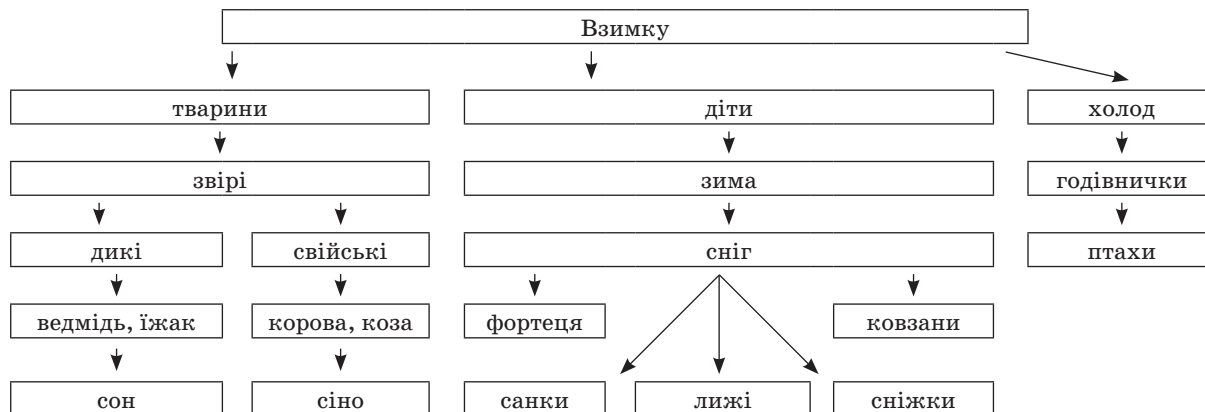 Взимку
тварини діти холод
звірі зима годівнички
дикі свійські сніг птахи
ведмідь, їжак корова, коза фортеця ковзани
сон сіно санки лижі сніжки